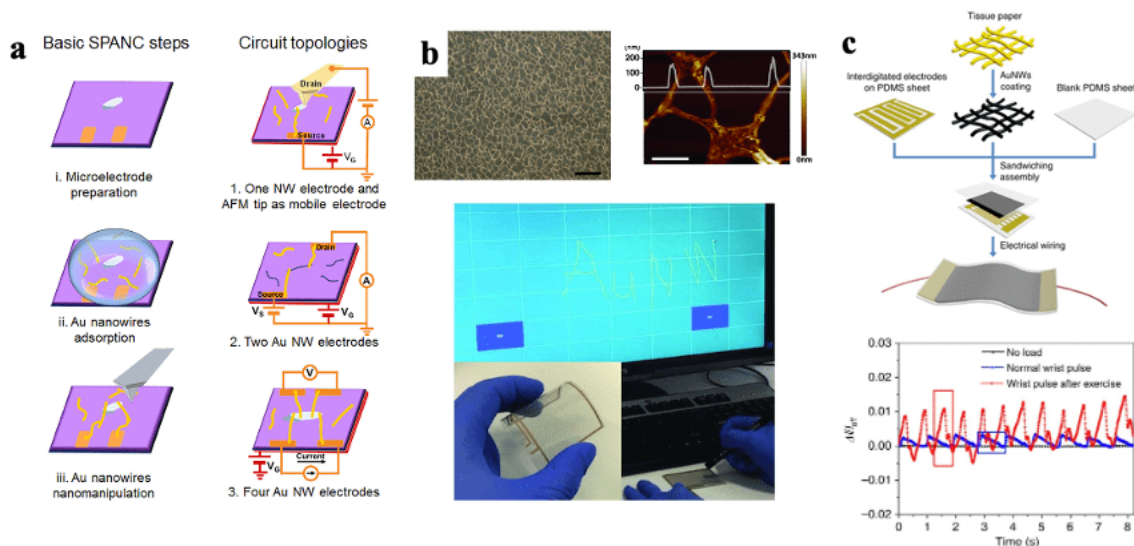 a
Basic SPANC steps
Circuit topologies
i. Microelectrode
preparation
Drain
Source
A
V_G
1. One NW electrode and
AFM tip as mobile electrode
ii. Au nanowires
adsorption
Drain
Source
A
V_S
V_G
2. Two Au NW electrodes
iii. Au nanowires
nanomanipulation
V
V_G
Current
3. Four Au NW electrodes
b
(nm)
200
100
0
343nm
0nm
AuNW
c
Tissue paper
Interdigitated electrodes
on PDMS sheet
AuNWs
coating
Blank PDMS sheet
Sandwiching
assembly
Electrical wiring
No load
Normal wrist pulse
Wrist pulse after exercise
0.03
0.02
0.01
0.00
-0.01
-0.02
ΔI/I_off
0 1 2 3 4 5 6 7 8
Time (s)